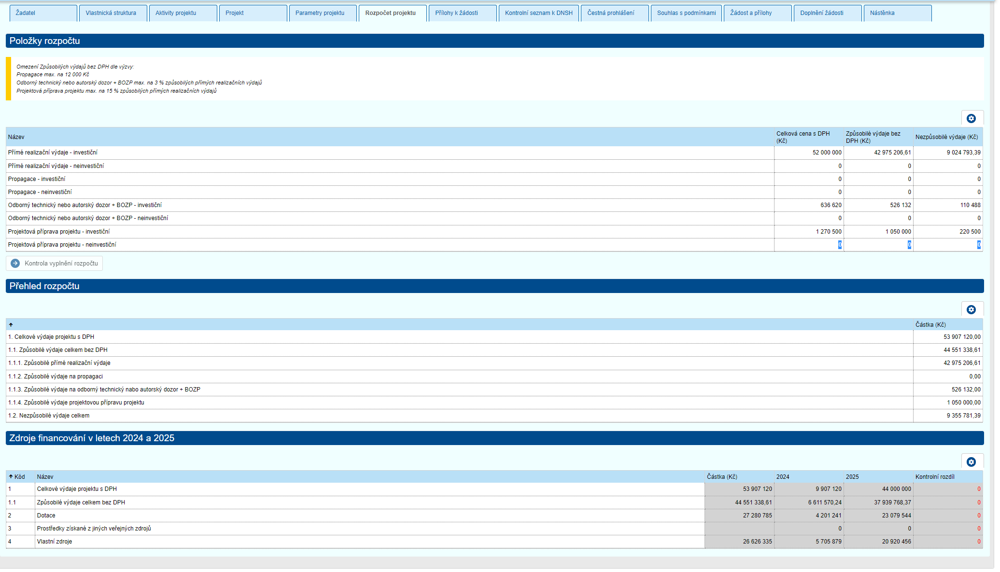 Žadatel Vlastnická struktura Aktivity projektu Projekt Parametry projektu Rozpočet projektu Přílohy k žádosti Kontrolní seznam k DNSH Čestná prohlášení Souhlas s podmínkami Žádost a přílohy Doplnění žádosti Nástěnka
Položky rozpočtu
Omezení Způsobilých výdajů bez DPH dle výzvy:
Propagace max. na 12 000 Kč
Odborný technický nebo autorský dozor + BOZP max. na 3 % způsobilých přímých realizačních výdajů
Projektová příprava projektu max. na 15 % způsobilých přímých realizačních výdajů
Název Celková cena s DPH (Kč) Způsobilé výdaje bez DPH (Kč) Nezpůsobilé výdaje (Kč)
Přímé realizační výdaje - investiční 52 000 000 42 975 206,61 9 024 793,39
Přímé realizační výdaje - neinvestiční 0 0 0
Propagace - investiční 0 0 0
Propagace - neinvestiční 0 0 0
Odborný technický nebo autorský dozor + BOZP - investiční 636 620 526 132 110 488
Odborný technický nebo autorský dozor + BOZP - neinvestiční 0 0 0
Projektová příprava projektu - investiční 1 270 500 1 050 000 220 500
Projektová příprava projektu - neinvestiční 0 0 0
Kontrola vyplnění rozpočtu
Přehled rozpočtu
Částka (Kč)
1. Celkové výdaje projektu s DPH 53 907 120,00
1.1. Způsobilé výdaje celkem bez DPH 44 551 338,61
1.1.1. Způsobilé přímé realizační výdaje 42 975 206,61
1.1.2. Způsobilé výdaje na propagaci 0,00
1.1.3. Způsobilé výdaje na odborný technický nabo autorský dozor + BOZP 526 132,00
1.1.4. Způsobilé výdaje projektovou přípravu projektu 1 050 000,00
1.2. Nezpůsobilé výdaje celkem 9 355 781,39
Zdroje financování v letech 2024 a 2025
Kód Název Částka (Kč) 2024 2025 Kontrolní rozdíl
1 Celkové výdaje projektu s DPH 53 907 120 9 907 120 44 000 000 0
1.1 Způsobilé výdaje celkem bez DPH 44 551 338,61 6 611 570,24 37 939 768,37 0
2 Dotace 27 280 785 4 201 241 23 079 544 0
3 Prostředky získané z jiných veřejných zdrojů 0 0 0
4 Vlastní zdroje 26 626 335 5 705 879 20 920 456 0